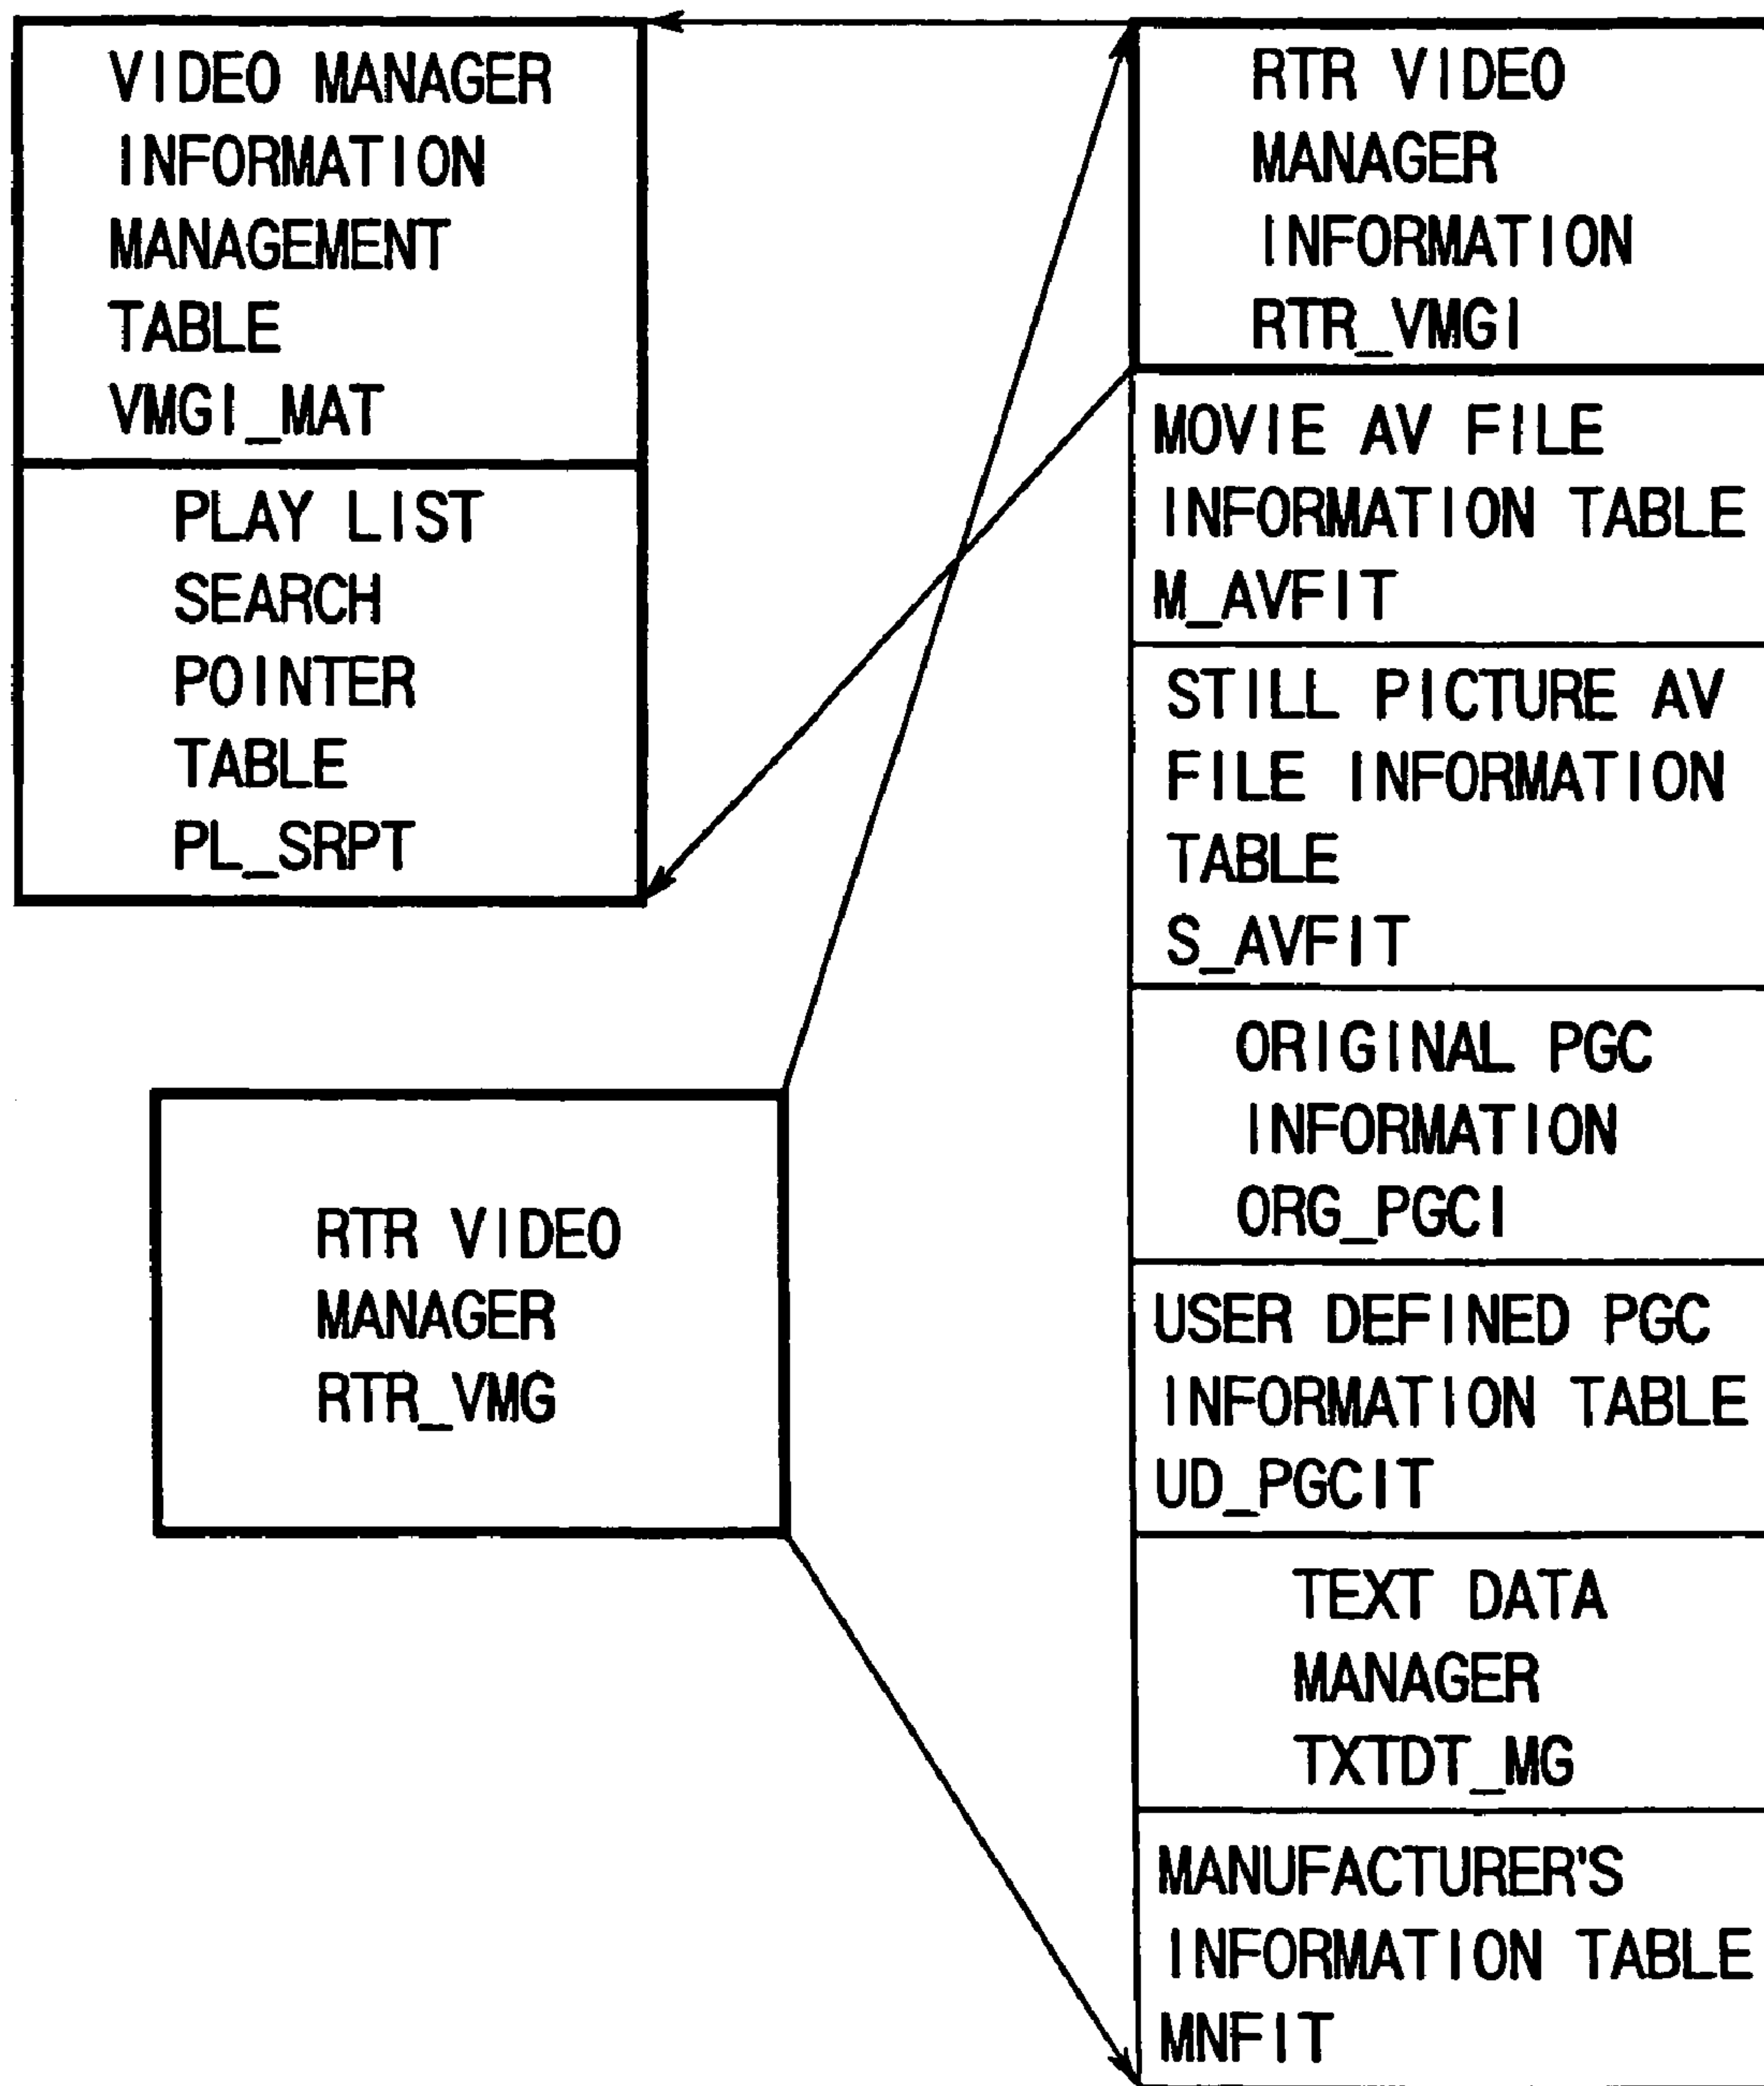 VIDEO MANAGER
INFORMATION
MANAGEMENT
TABLE
VMGI_MAT
PLAY LIST
SEARCH
POINTER
TABLE
PL_SRPT
RTR VIDEO
MANAGER
RTR_VMG
RTR VIDEO
MANAGER
INFORMATION
RTR_VMGI
MOVIE AV FILE
INFORMATION TABLE
M_AVFIT
STILL PICTURE AV
FILE INFORMATION
TABLE
S_AVFIT
ORIGINAL PGC
INFORMATION
ORG_PGCI
USER DEFINED PGC
INFORMATION TABLE
UD_PGCIT
TEXT DATA
MANAGER
TXTDT_MG
MANUFACTURER'S
INFORMATION TABLE
MNFIT